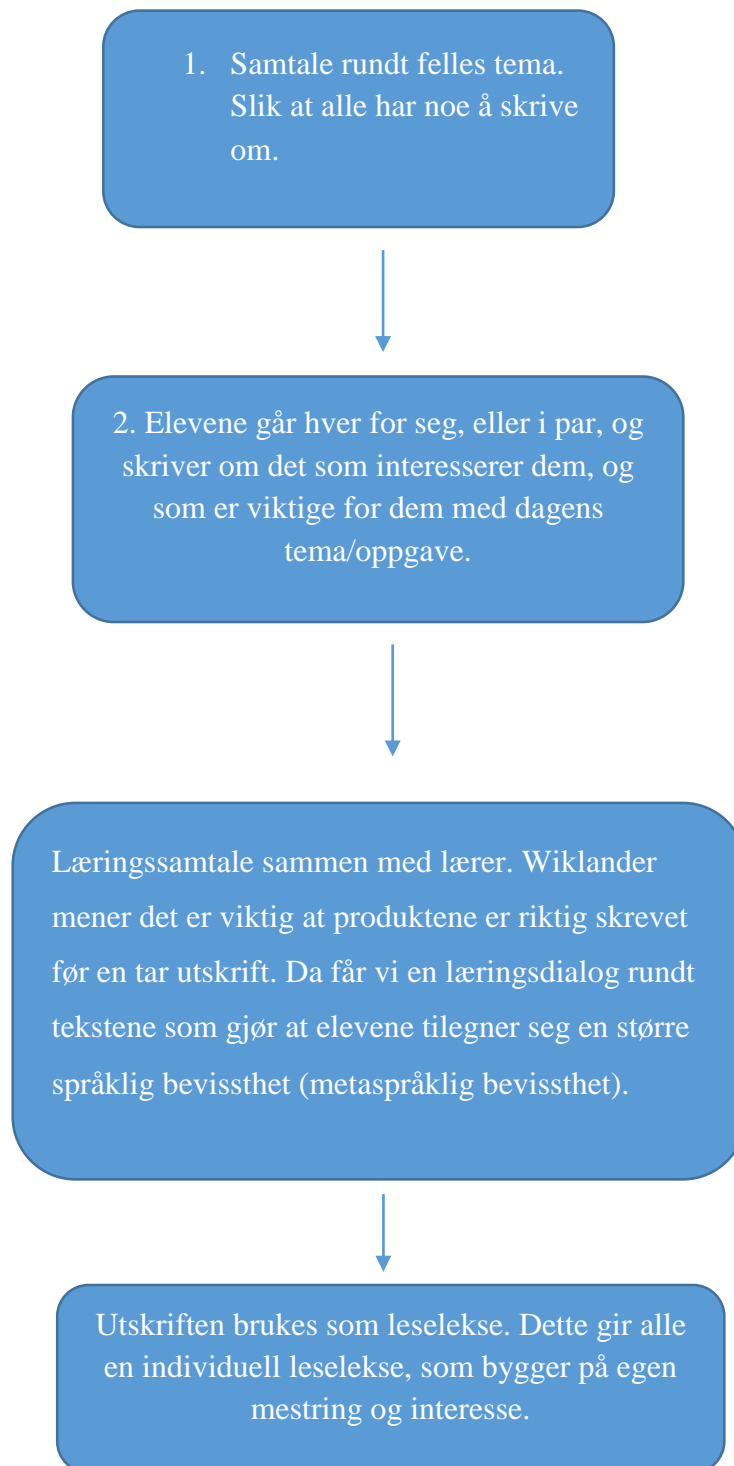 1. Samtale rundt felles tema.
Slik at alle har noe å skrive
om.
2. Elevene går hver for seg, eller i par, og
skriver om det som interesserer dem, og
som er viktige for dem med dagens
tema/oppgave.
Læringssamtale sammen med lærer. Wiklander
mener det er viktig at produktene er riktig skrevet
før en tar utskrift. Da får vi en læringsdialog rundt
tekstene som gjør at elevene tilegner seg en større
språklig bevissthet (metaspråklig bevissthet).
Utskriften brukes som leselekse. Dette gir alle
en individuell leselekse, som bygger på egen
mestring og interesse.